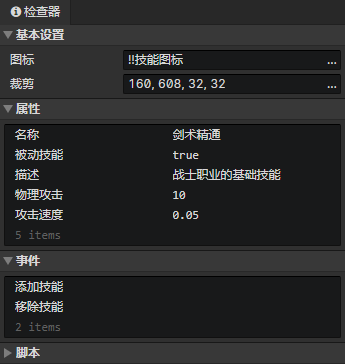 检查器
基本设置
图标 !!技能图标 ...
裁剪 160, 608, 32, 32 ...
属性
名称 剑术精通
被动技能 true
描述 战士职业的基础技能
物理攻击 10
攻击速度 0.05
5 items
事件
添加技能
移除技能
2 items
脚本